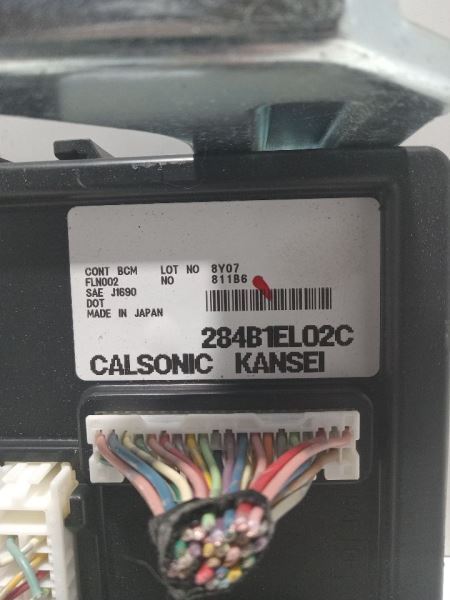 CONT BCM LOT NO 8Y07
FLN002 NO 811B6
SAE J1690
DOT
MADE IN JAPAN
284B1EL02C
CALSONIC KANSEI